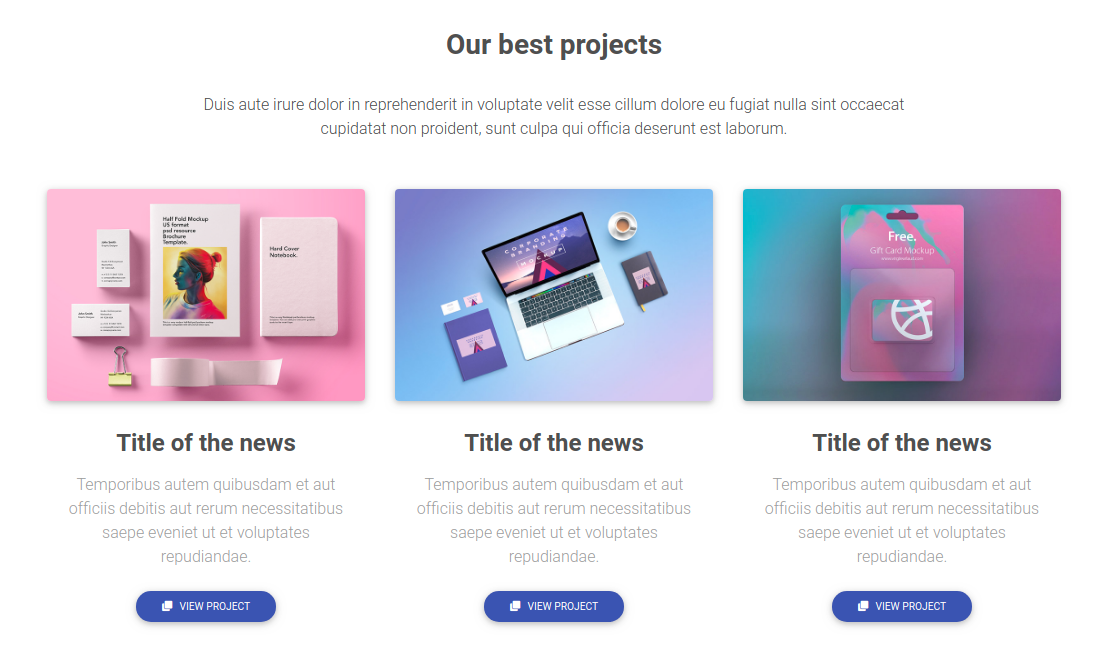 Our best projects
Duis aute irure dolor in reprehenderit in voluptate velit esse cillum dolore eu fugiat nulla sint occaecat
cupidatat non proident, sunt culpa qui officia deserunt est laborum.
Half Fold Mockup
US format
psd resource
Brochure
Template.
John Smith
Hard Cover
Notebook.
John Smith
CORPORATE
BRANDING
MOCKUP
Free.
Gift Card Mockup
Title of the news
Temporibus autem quibusdam et aut
officiis debitis aut rerum necessitatibus
saepe eveniet ut et voluptates
repudiandae.
VIEW PROJECT
Title of the news
Temporibus autem quibusdam et aut
officiis debitis aut rerum necessitatibus
saepe eveniet ut et voluptates
repudiandae.
VIEW PROJECT
Title of the news
Temporibus autem quibusdam et aut
officiis debitis aut rerum necessitatibus
saepe eveniet ut et voluptates
repudiandae.
VIEW PROJECT